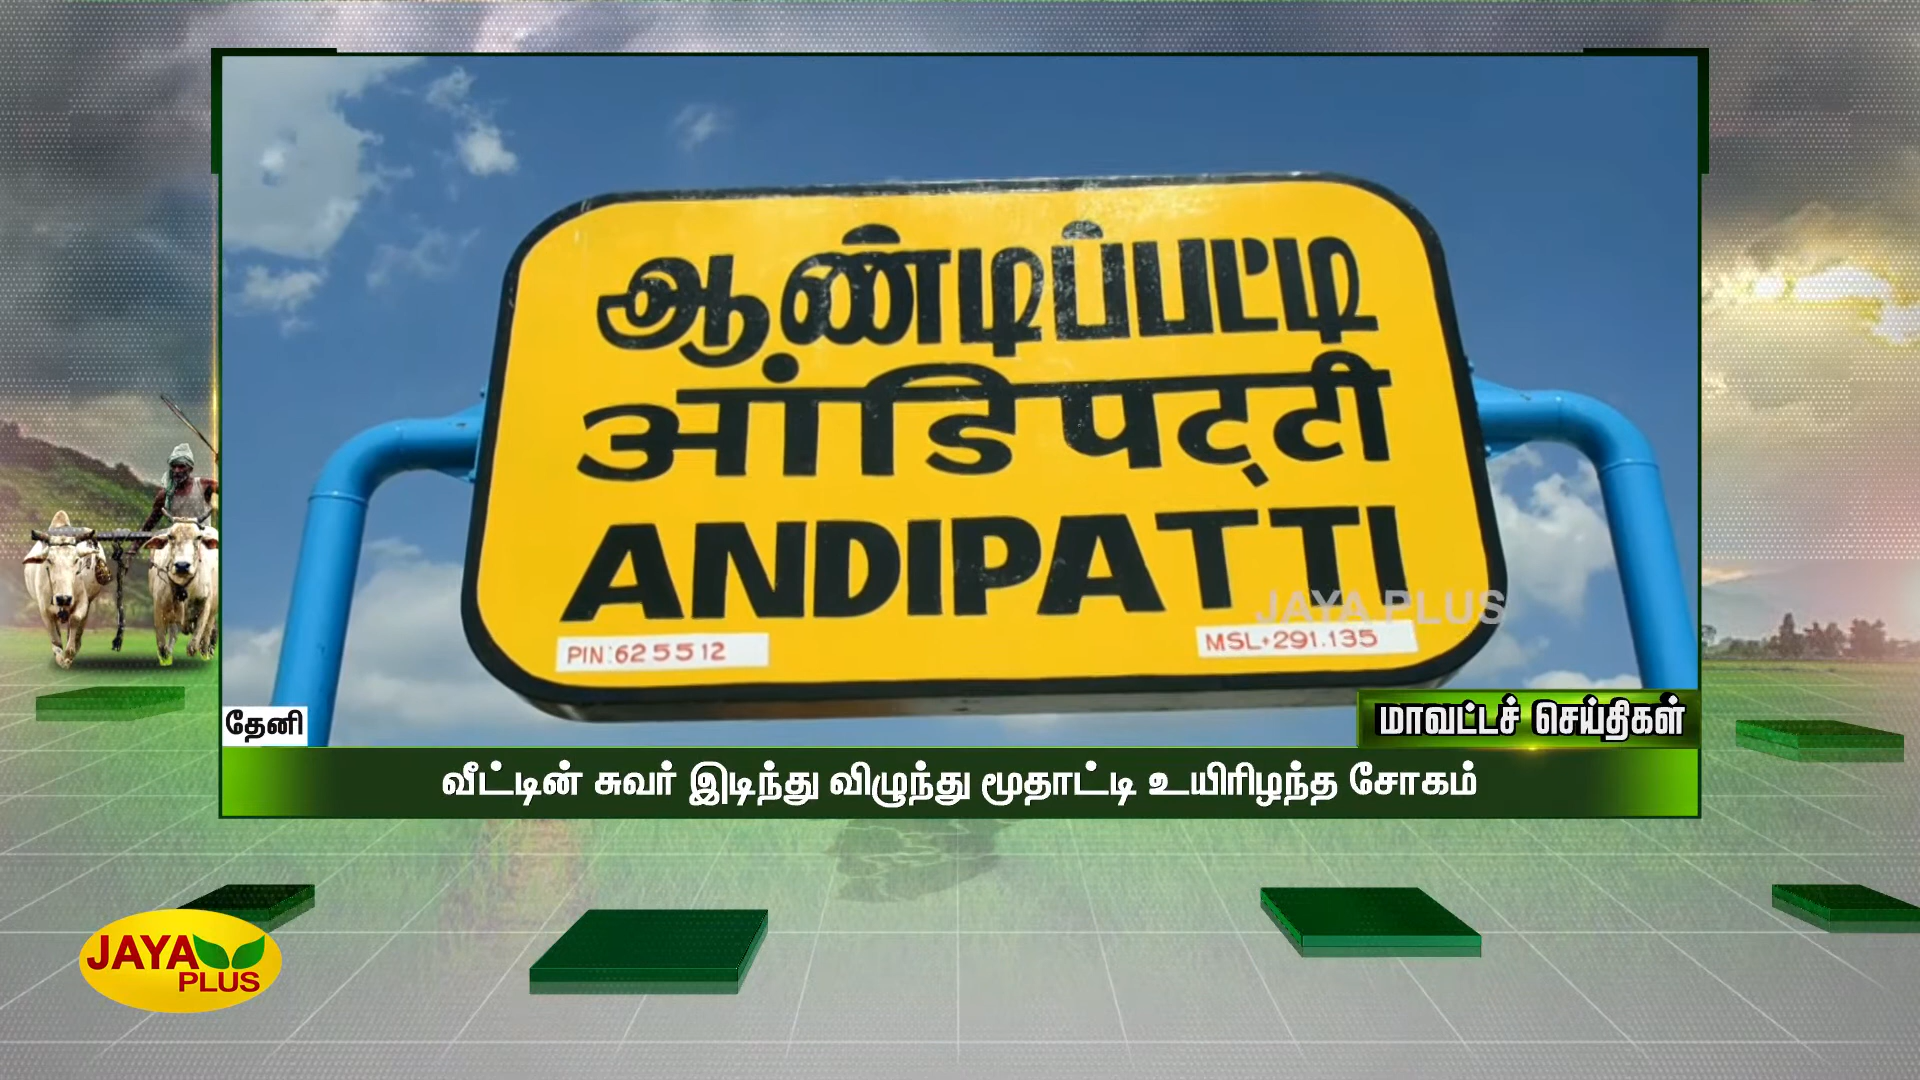 ஆண்டிப்பட்டி
आंडिपट्टी
ANDIPATTI
PIN:625512
MSL+291.135
JAYA PLUS
தேனி
மாவட்டச் செய்திகள்
வீட்டின் சுவர் இடிந்து விழுந்து மூதாட்டி உயிரிழந்த சோகம்
JAYA
PLUS